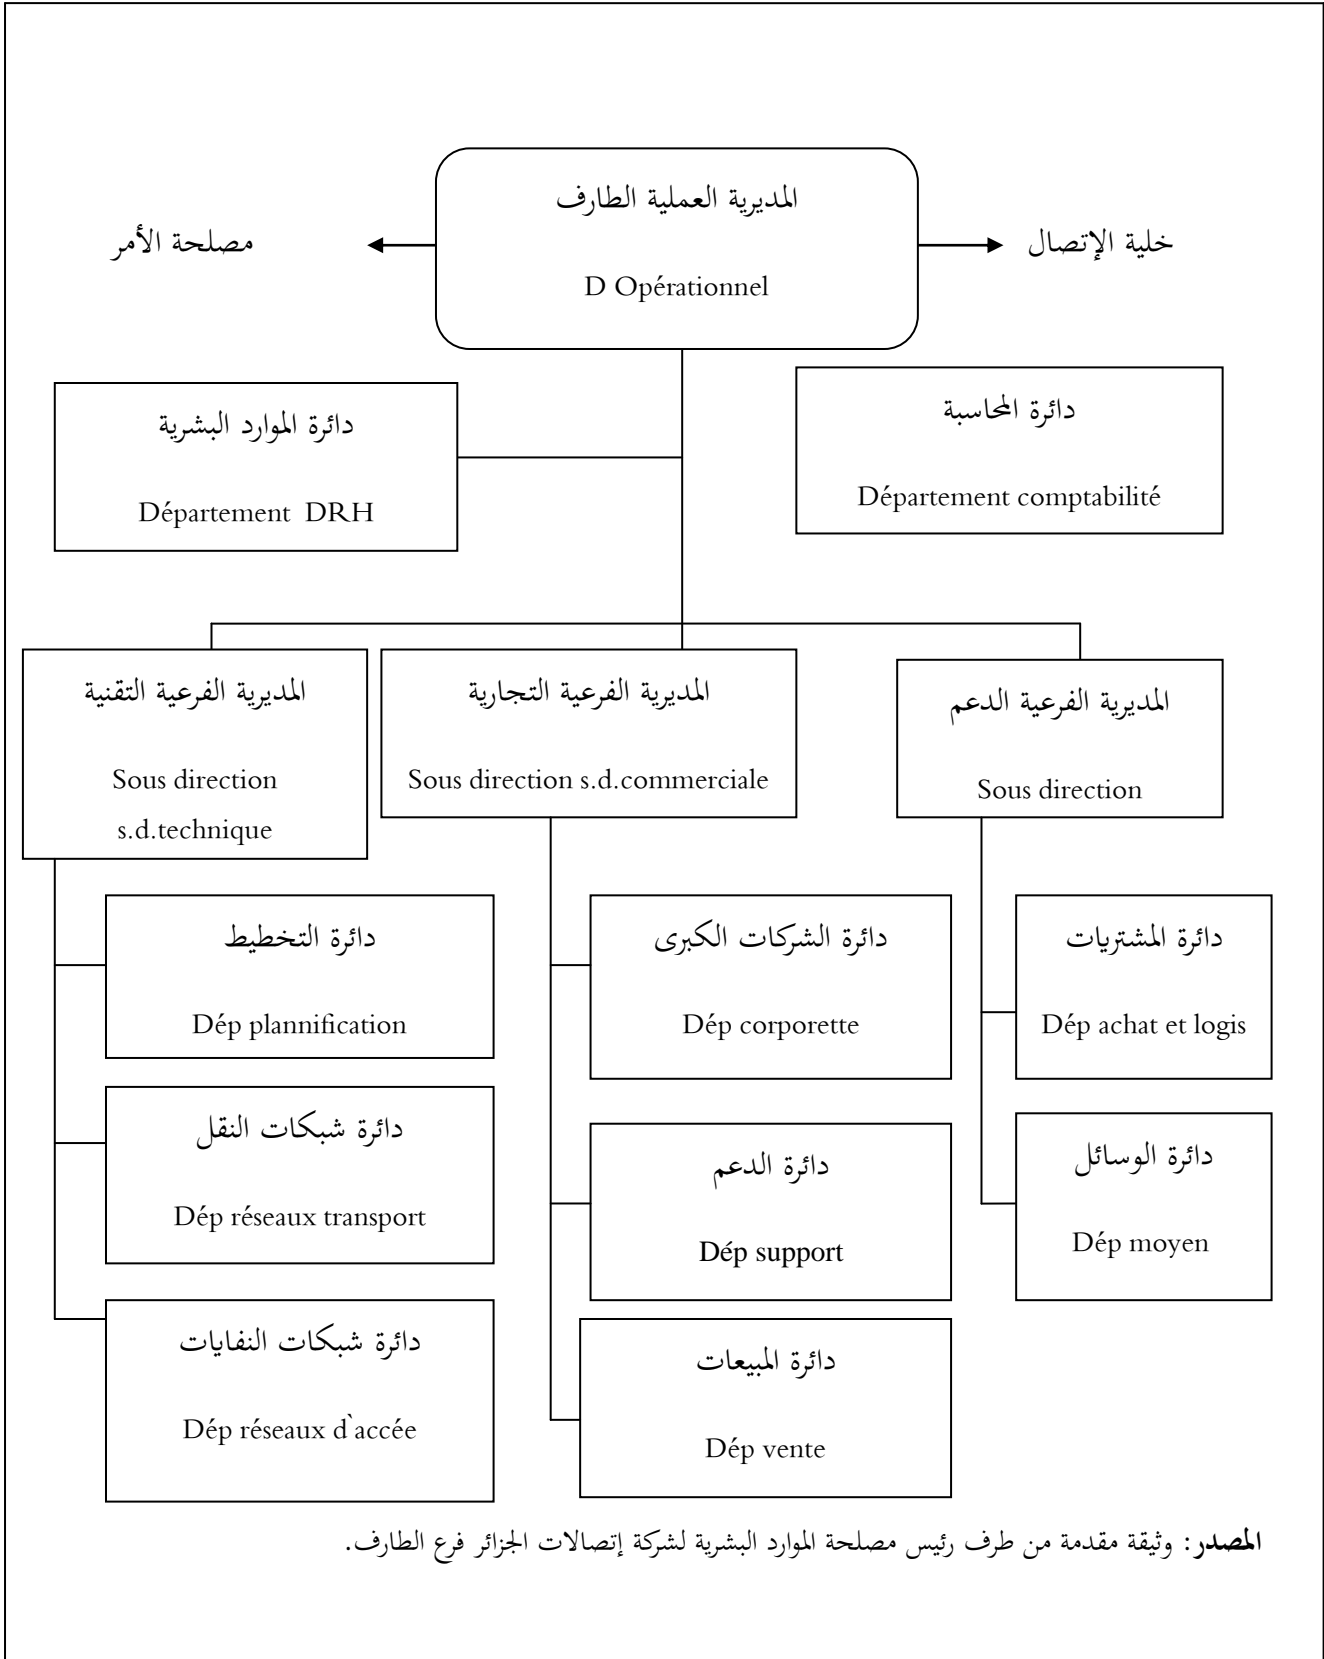 المديرية العملية الطارف
D Opérationnel
خلية الإتصال
مصلحة الأمر
دائرة المحاسبة
Département comptabilité
دائرة الموارد البشرية
Département DRH
المديرية الفرعية الدعم
Sous direction
المديرية الفرعية التجارية
Sous direction s.d.commerciale
المديرية الفرعية التقنية
Sous direction
s.d.technique
دائرة المشتريات
Dép achat et logis
دائرة الوسائل
Dép moyen
دائرة الشركات الكبرى
Dép corporette
دائرة الدعم
Dép support
دائرة المبيعات
Dép vente
دائرة التخطيط
Dép plannification
دائرة شبكات النقل
Dép réseaux transport
دائرة شبكات النفايات
Dép réseaux d`accée
المصدر: وثيقة مقدمة من طرف رئيس مصلحة الموارد البشرية لشركة إتصالات الجزائر فرع الطارف.